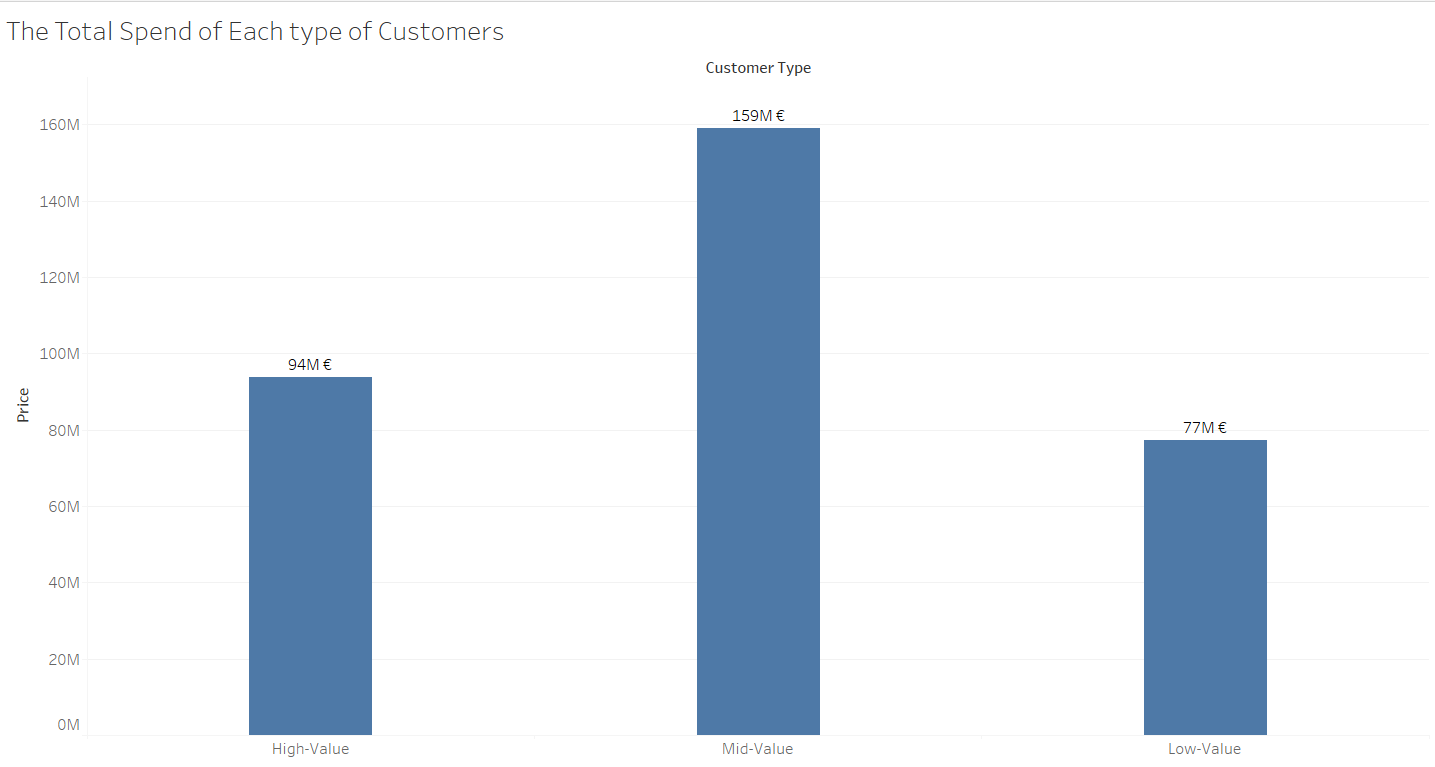 The Total Spend of Each type of Customers
Customer Type
Price
160M
140M
120M
100M
80M
60M
40M
20M
0M
94M €
159M €
77M €
High-Value
Mid-Value
Low-Value